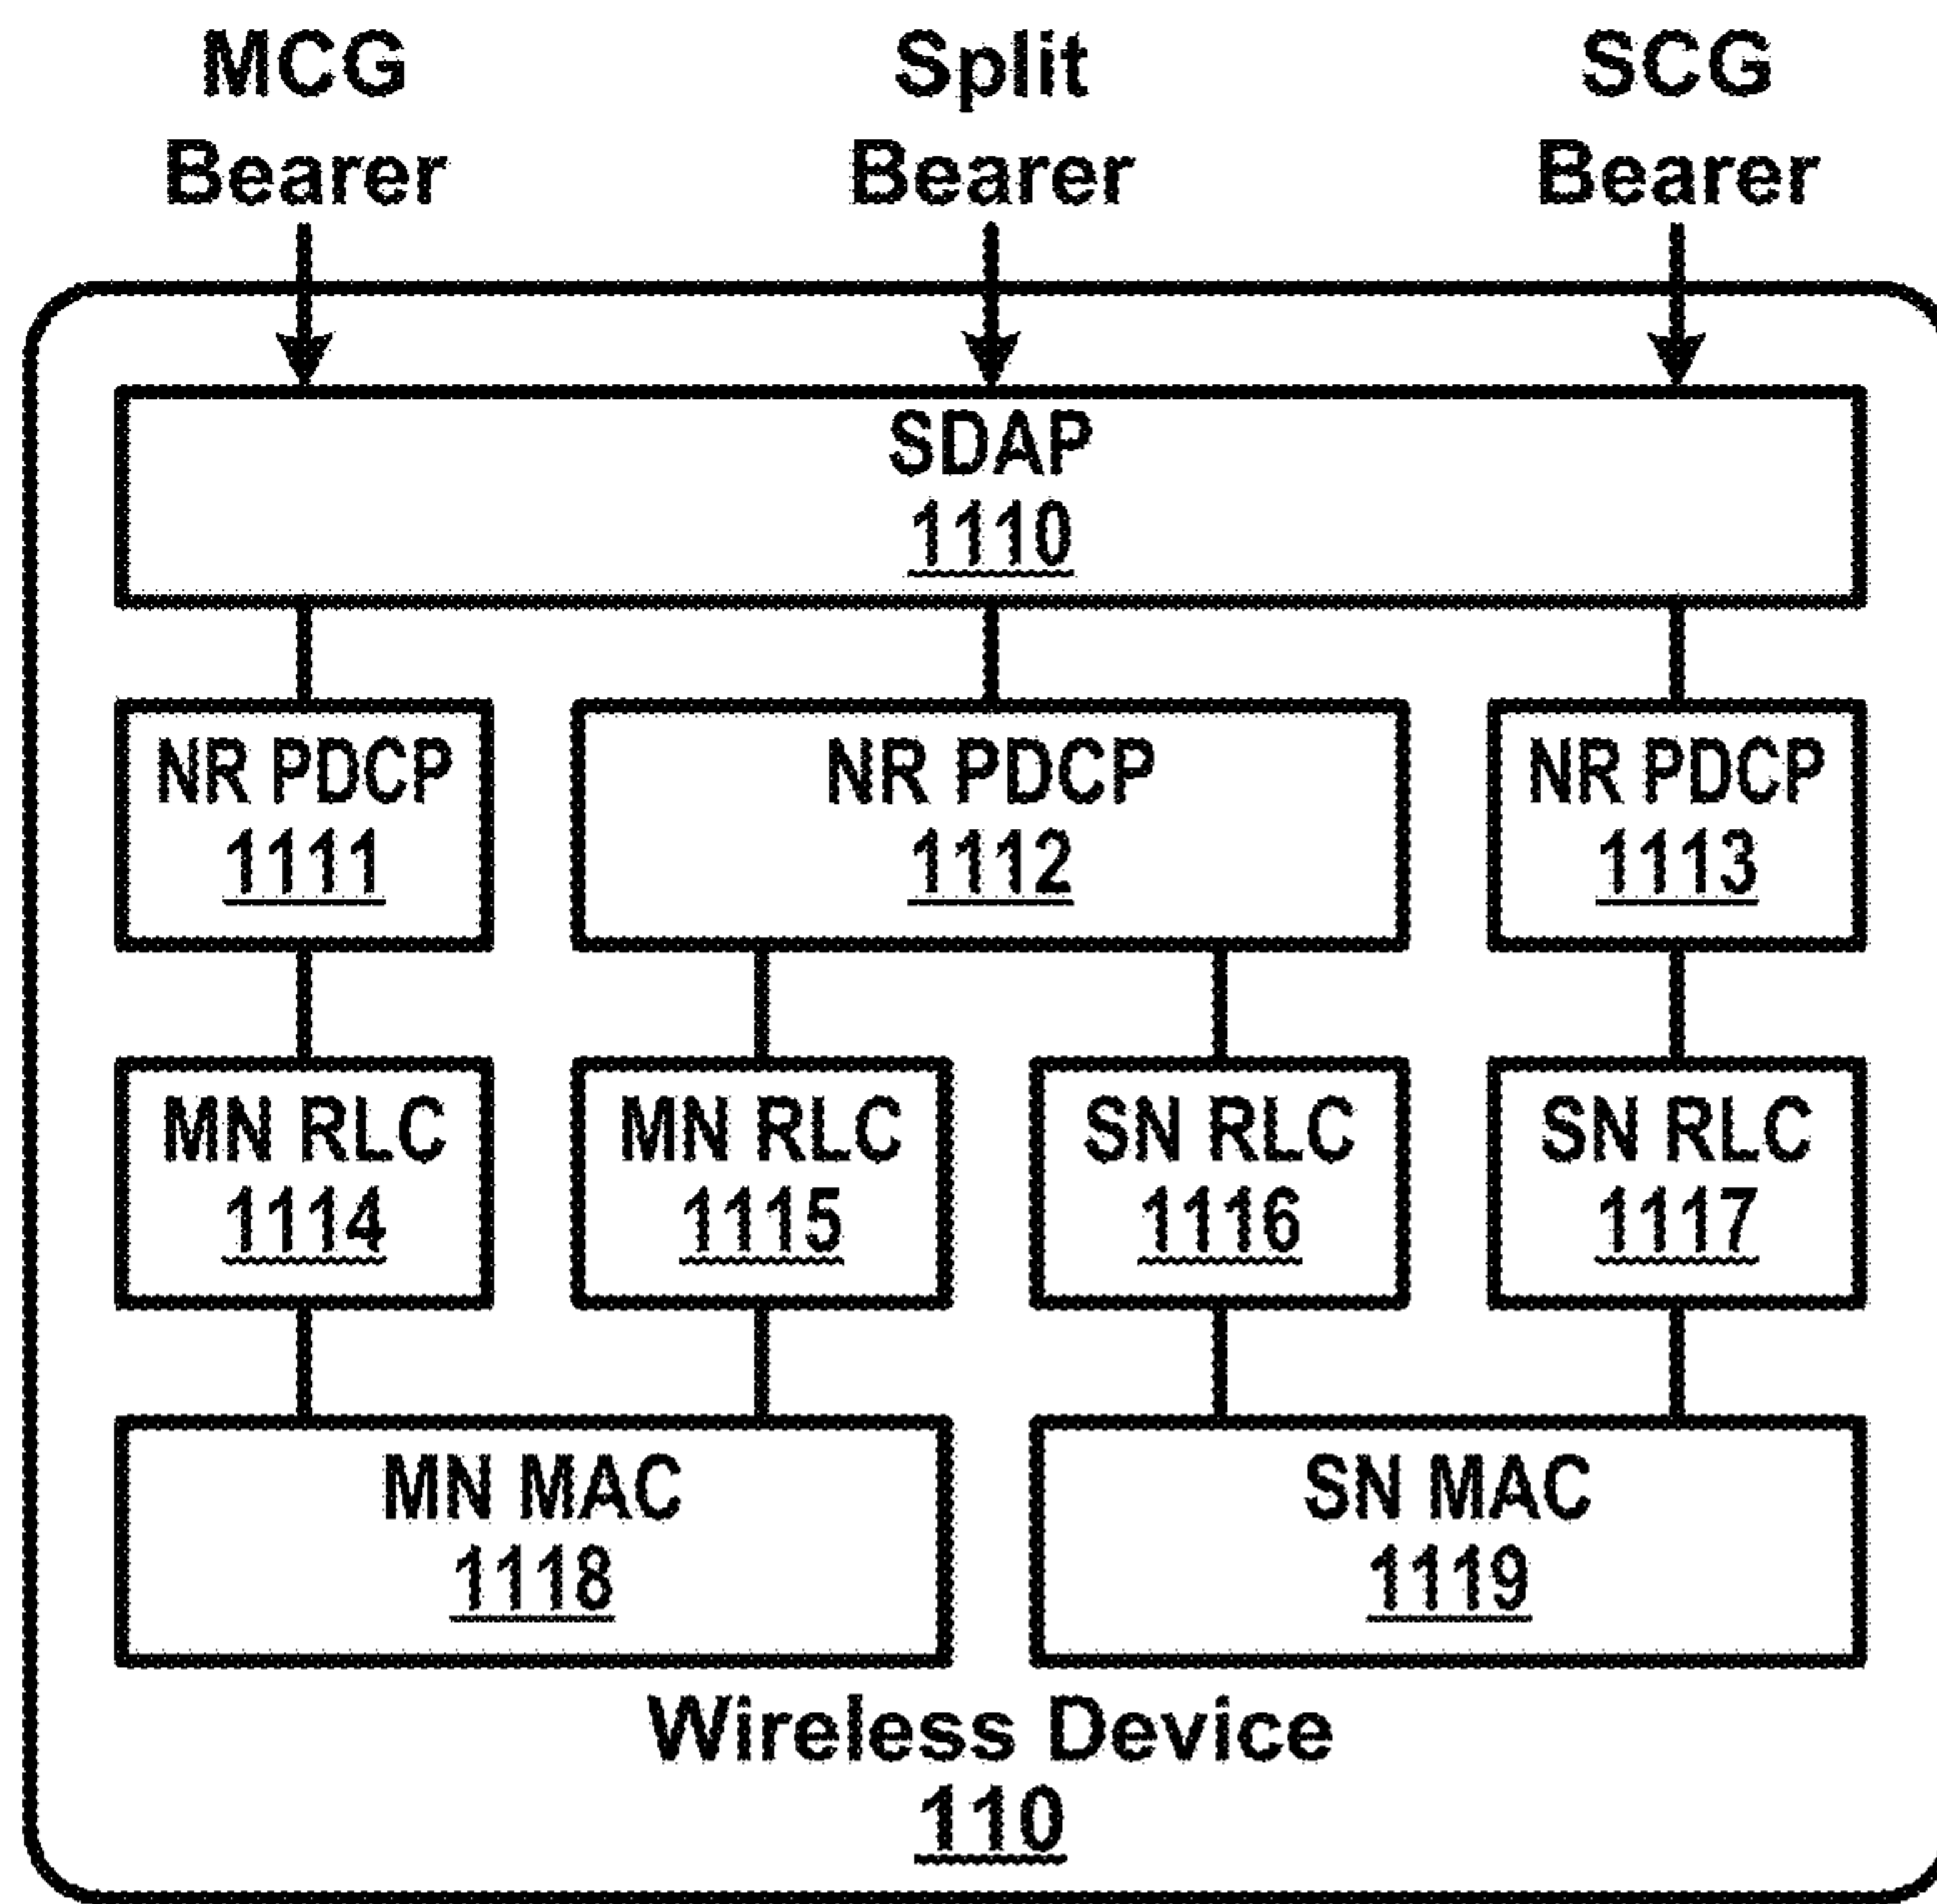 MCG
Bearer
Split
Bearer
SCG
Bearer
SDAP
1110
NR PDCP
1111
NR PDCP
1112
NR PDCP
1113
MN RLC
1114
MN RLC
1115
SN RLC
1116
SN RLC
1117
MN MAC
1118
SN MAC
1119
Wireless Device
110